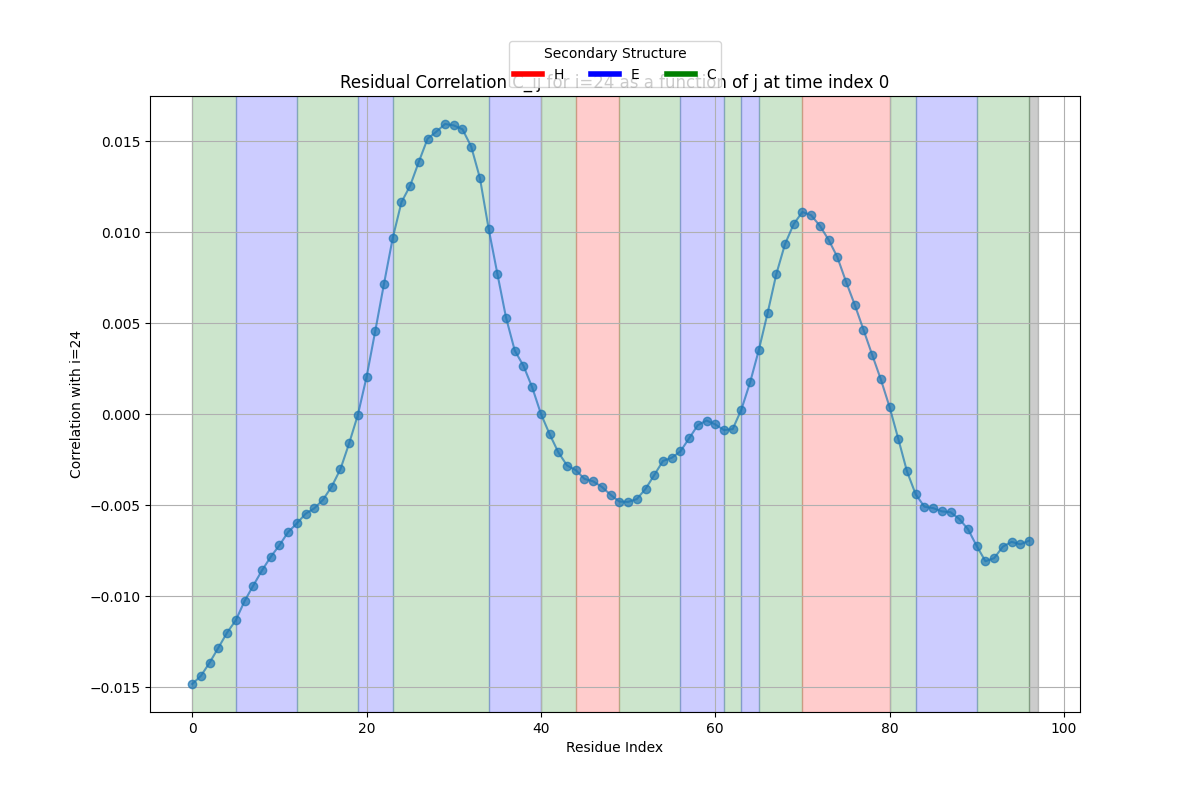 Secondary Structure
H E C
Residual Correlation C_ij for i=24 as a function of j at time index 0
0.015
0.010
0.005
0.000
−0.005
−0.010
−0.015
Correlation with i=24
0 20 40 60 80 100
Residue Index